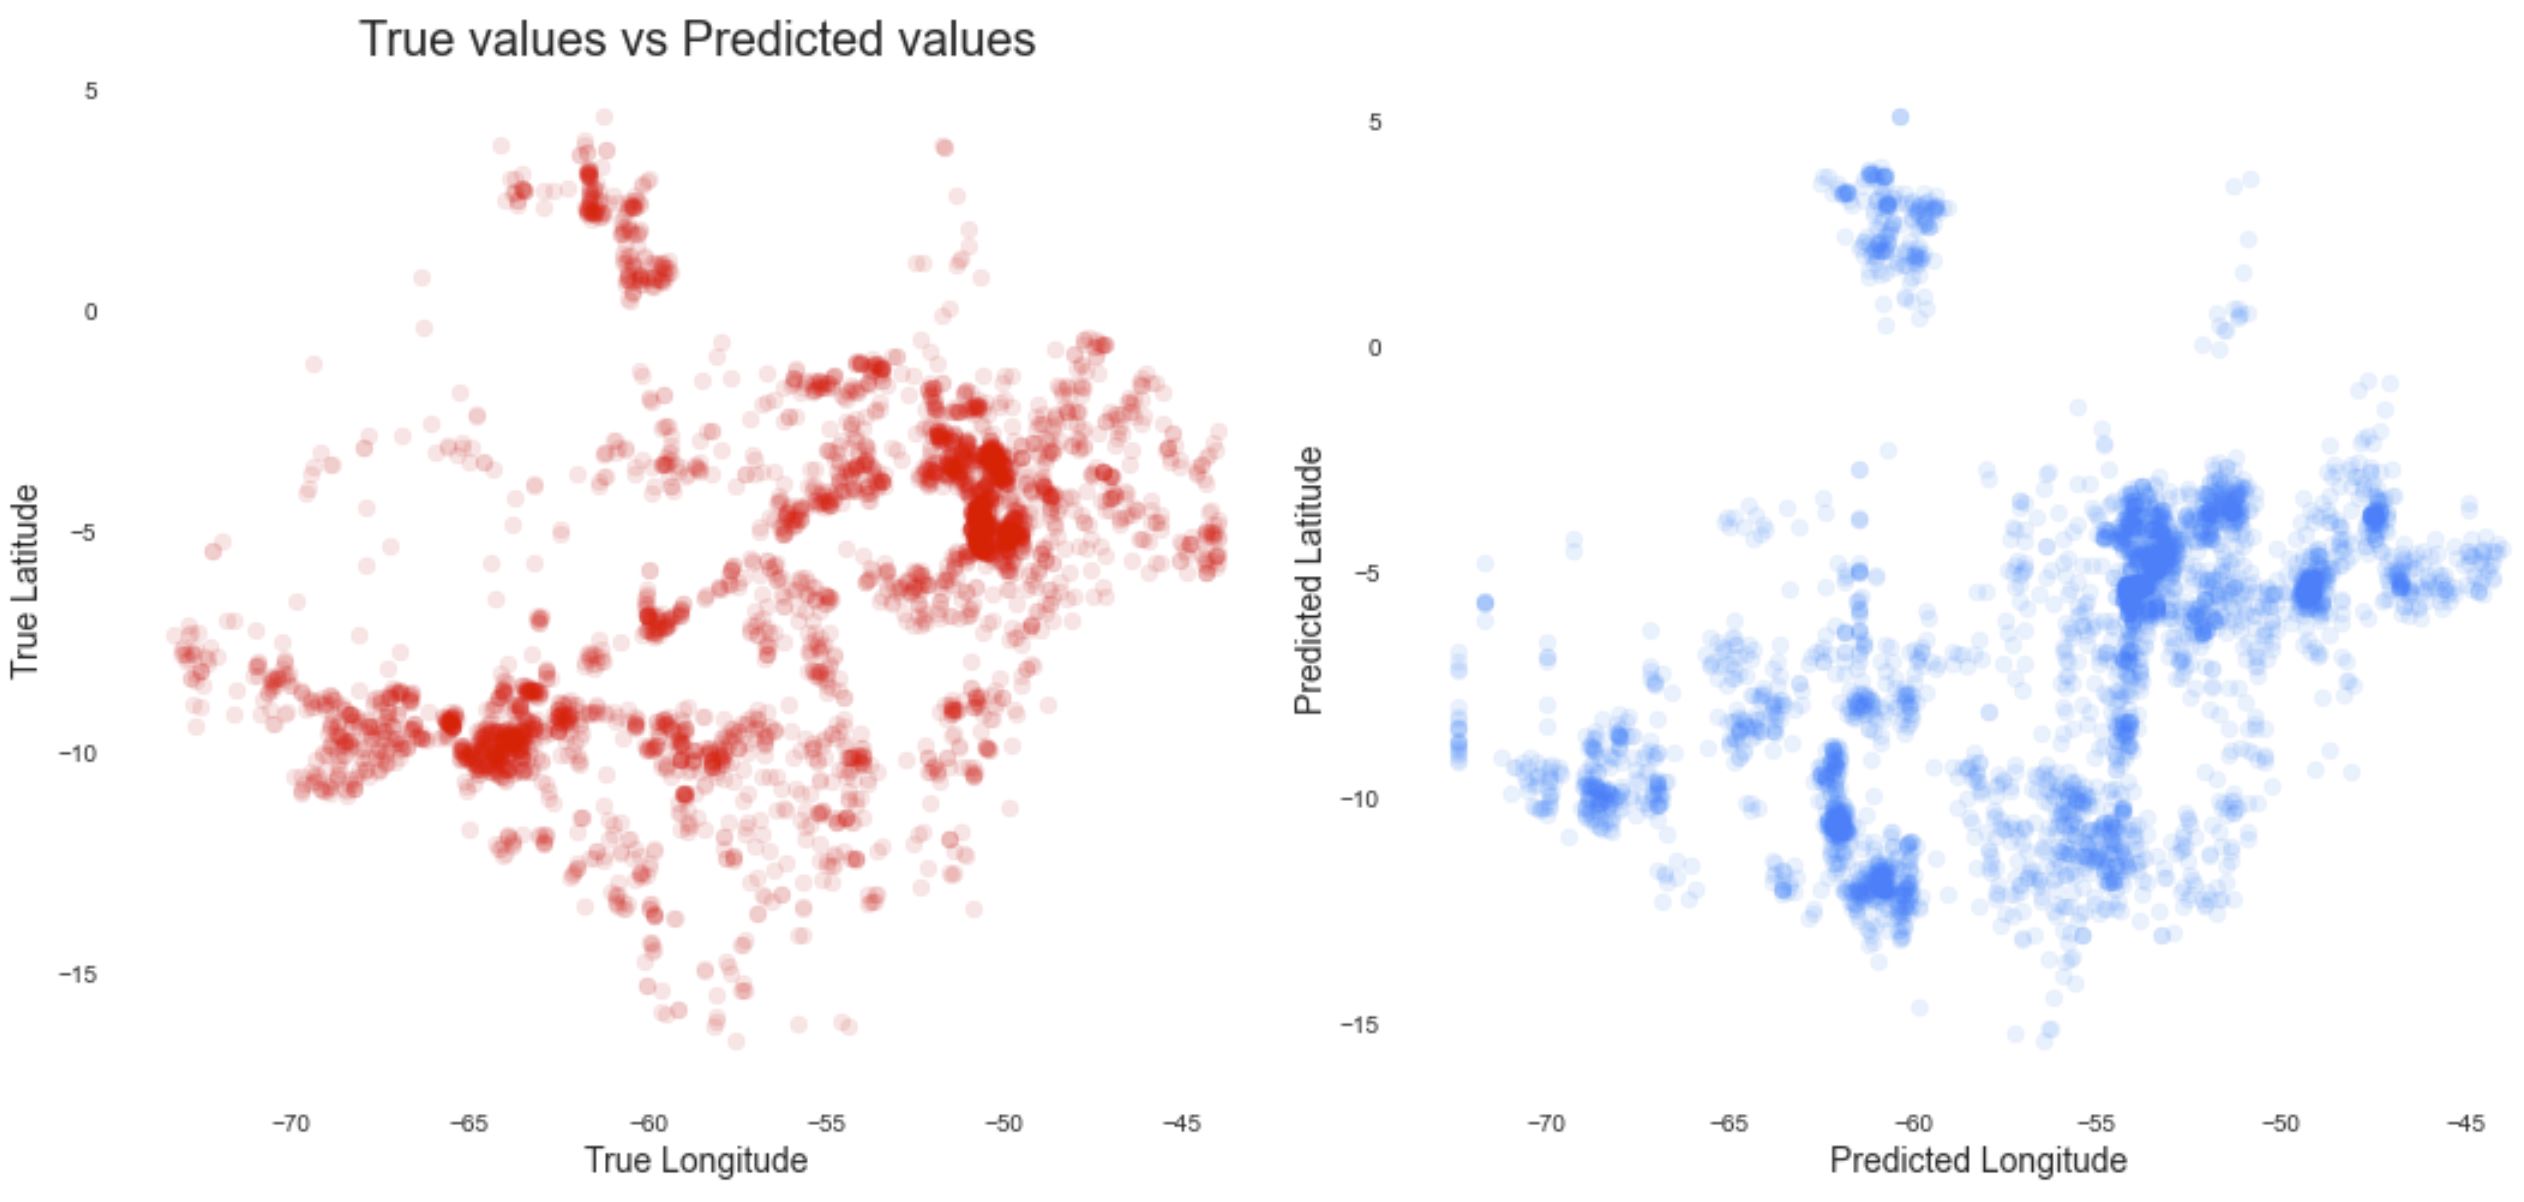 True values vs Predicted values
5
0
−5
−10
−15
True Latitude
−70 −65 −60 −55 −50 −45
True Longitude
5
0
−5
−10
−15
Predicted Latitude
−70 −65 −60 −55 −50 −45
Predicted Longitude